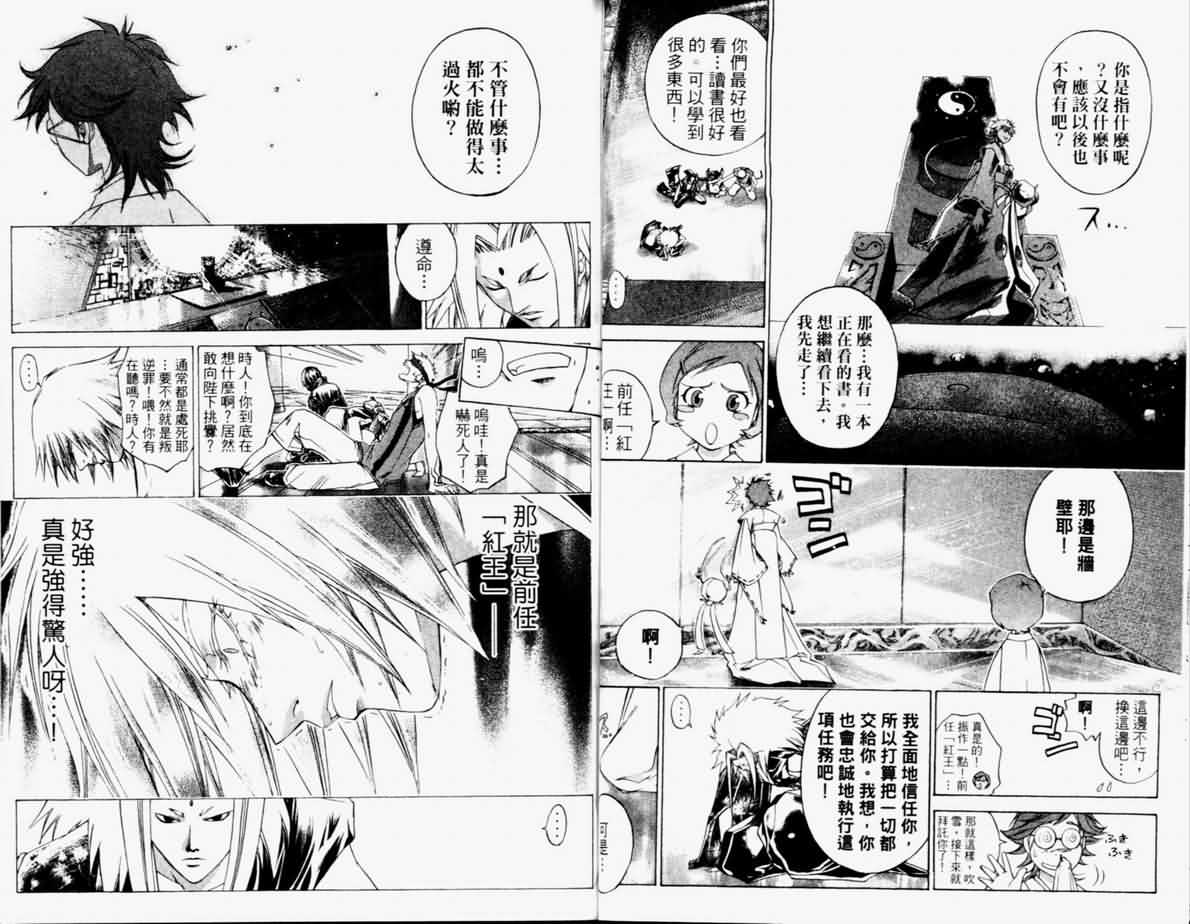 你是指什麼呢
？又沒什麼事
，應該以後也
不會有吧？
ス...
那麼…我有一本
正在看的書。我
想繼續看下去，
我先走了…
你們最好也看
看…讀書很好
的。可以學到
很多東西！
…
前任「紅
王」啊…
那邊是牆
壁耶！
ゴン
啊！
這邊不行，
換這邊吧…
啊！
ゴン
真是的！
振作一點！前
任「紅王」…
ふき
ふき
那就這樣，吹
雪，接下來就
拜託你了！
我全面地信任你，
所以打算把一切都
交給你。我想，你
也會忠誠地執行這
項任務吧！
…
可是…
不管什麼事…
都不能做得太
過火喲？
遵命…
嗚…
嗚哇！真是
嚇死人了！
時人！你到底在
想什麼啊？居然
敢向陛下挑釁？
通常都是處死耶
…要不然就是叛
逆罪！喂！你有
在聽嗎？時人？
…
那就是前任
「紅王」——
好強……
真是強得驚人呀…！
…